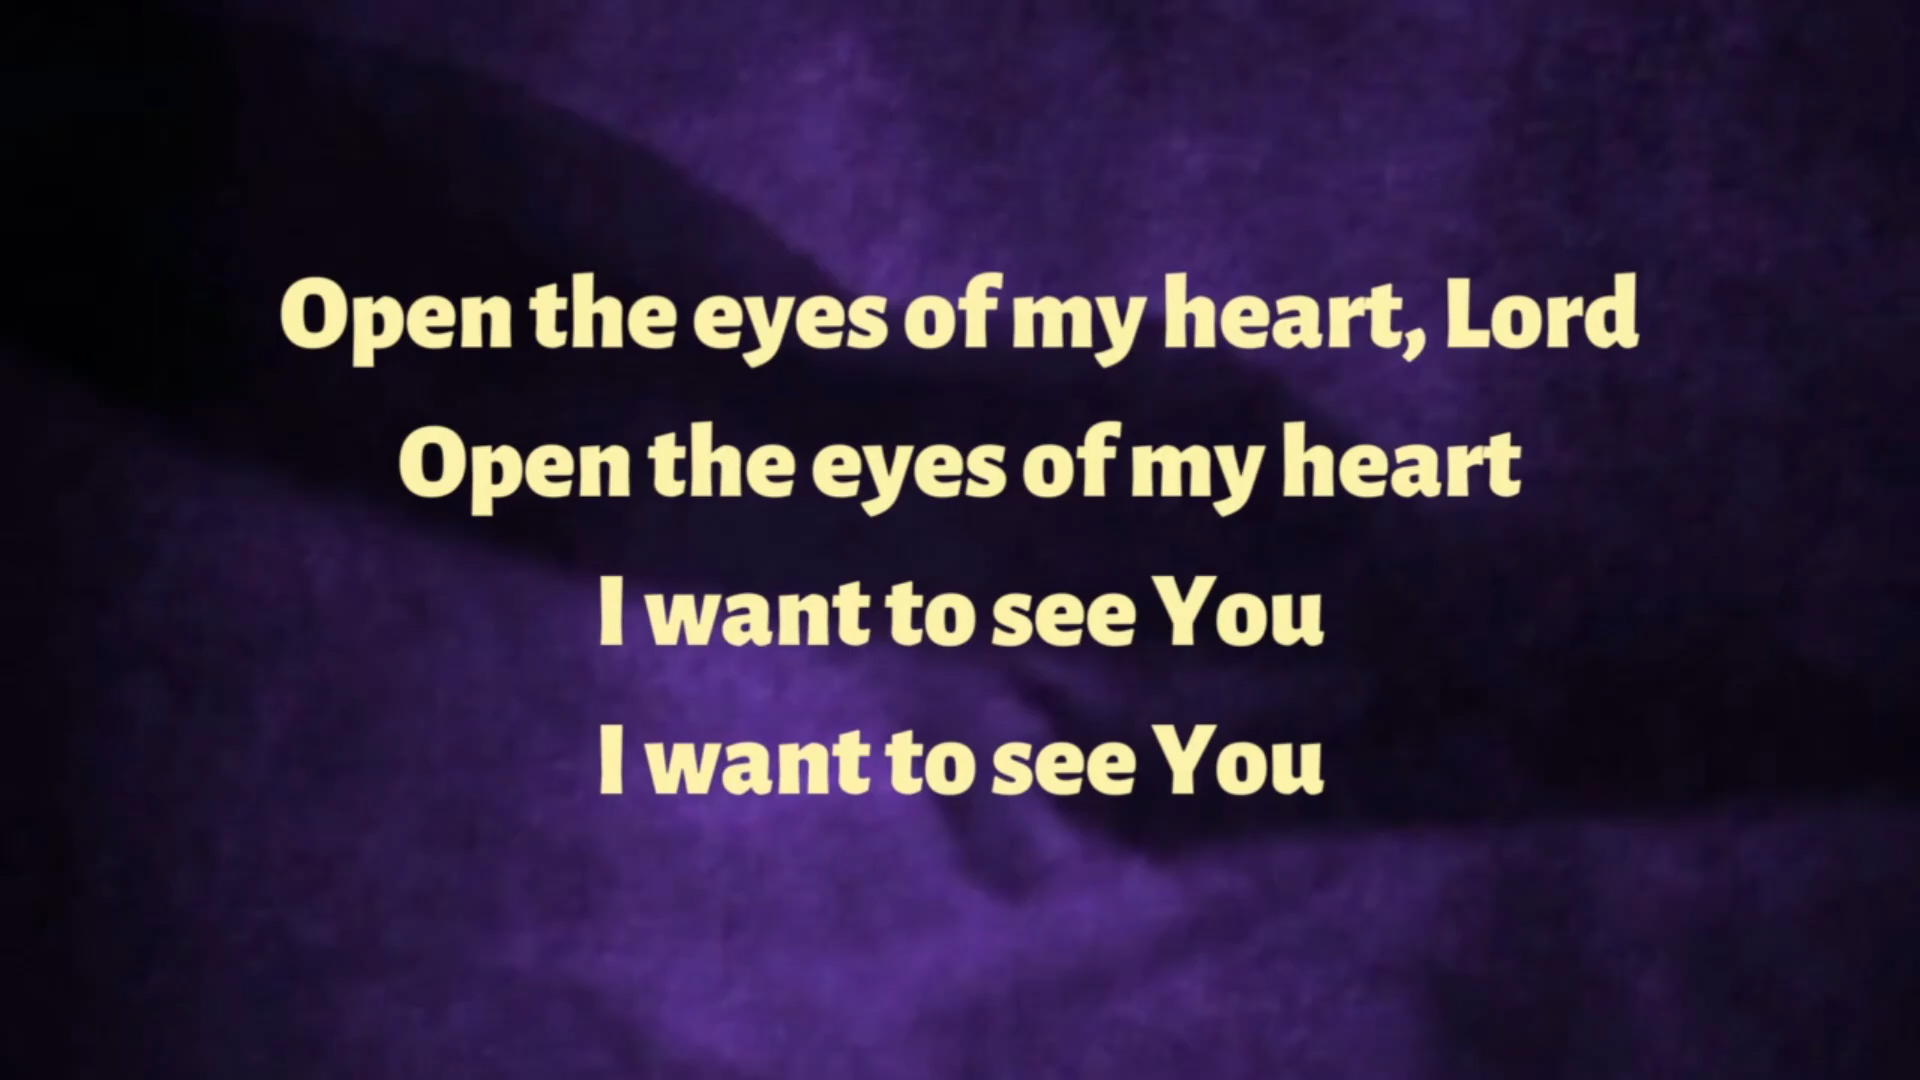 Open the eyes of my heart, Lord
Open the eyes of my heart
I want to see You
I want to see You